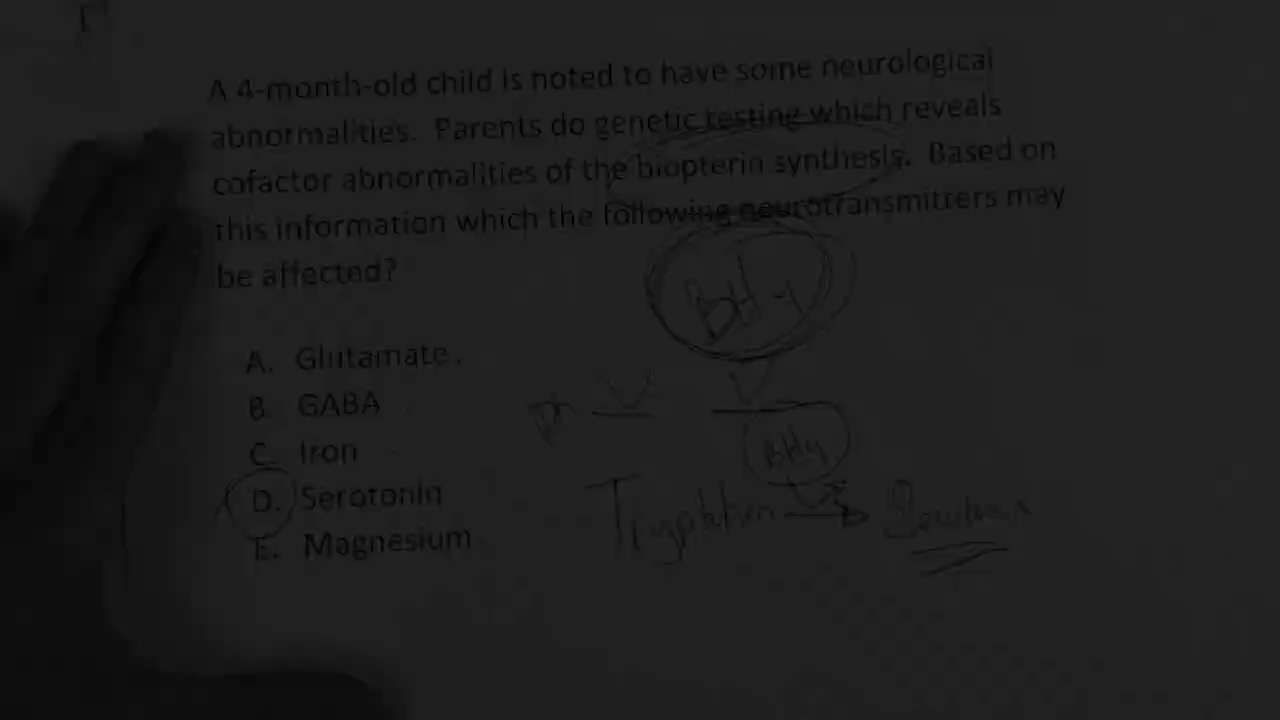 A 4-month-old child is noted to have some neurological
abnormalities. Parents do genetic testing which reveals
cofactor abnormalities of the biopterin synthesis. Based on
this information which the following neurotransmitters may
be affected?
BH4
A. Glutamate.
B. GABA
C. Iron
BH4
D. Serotonin
E. Magnesium